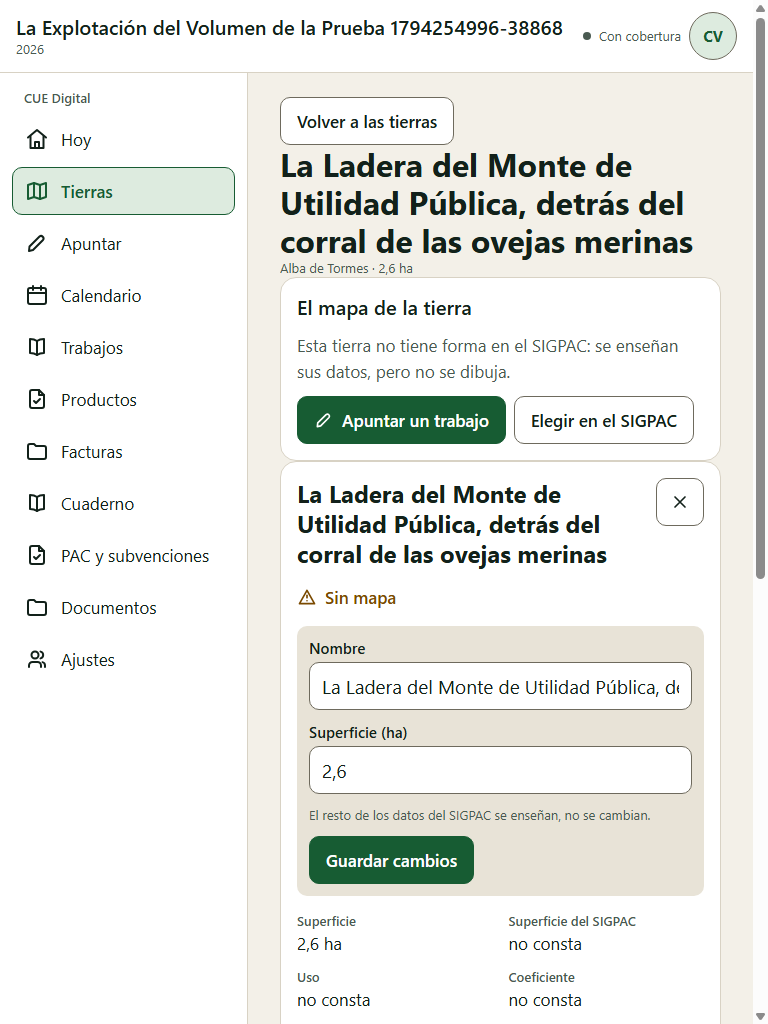 La Explotación del Volumen de la Prueba 1794254996-38868
2026
Con cobertura
CV
CUE Digital
Hoy
Tierras
Apuntar
Calendario
Trabajos
Productos
Facturas
Cuaderno
PAC y subvenciones
Documentos
Ajustes
Volver a las tierras
La Ladera del Monte de
Utilidad Pública, detrás del
corral de las ovejas merinas
Alba de Tormes · 2,6 ha
El mapa de la tierra
Esta tierra no tiene forma en el SIGPAC: se enseñan
sus datos, pero no se dibuja.
Apuntar un trabajo
Elegir en el SIGPAC
La Ladera del Monte de
Utilidad Pública, detrás del
corral de las ovejas merinas
Sin mapa
Nombre
La Ladera del Monte de Utilidad Pública, de
Superficie (ha)
2,6
El resto de los datos del SIGPAC se enseñan, no se cambian.
Guardar cambios
Superficie
2,6 ha
Superficie del SIGPAC
no consta
Uso
no consta
Coeficiente
no consta